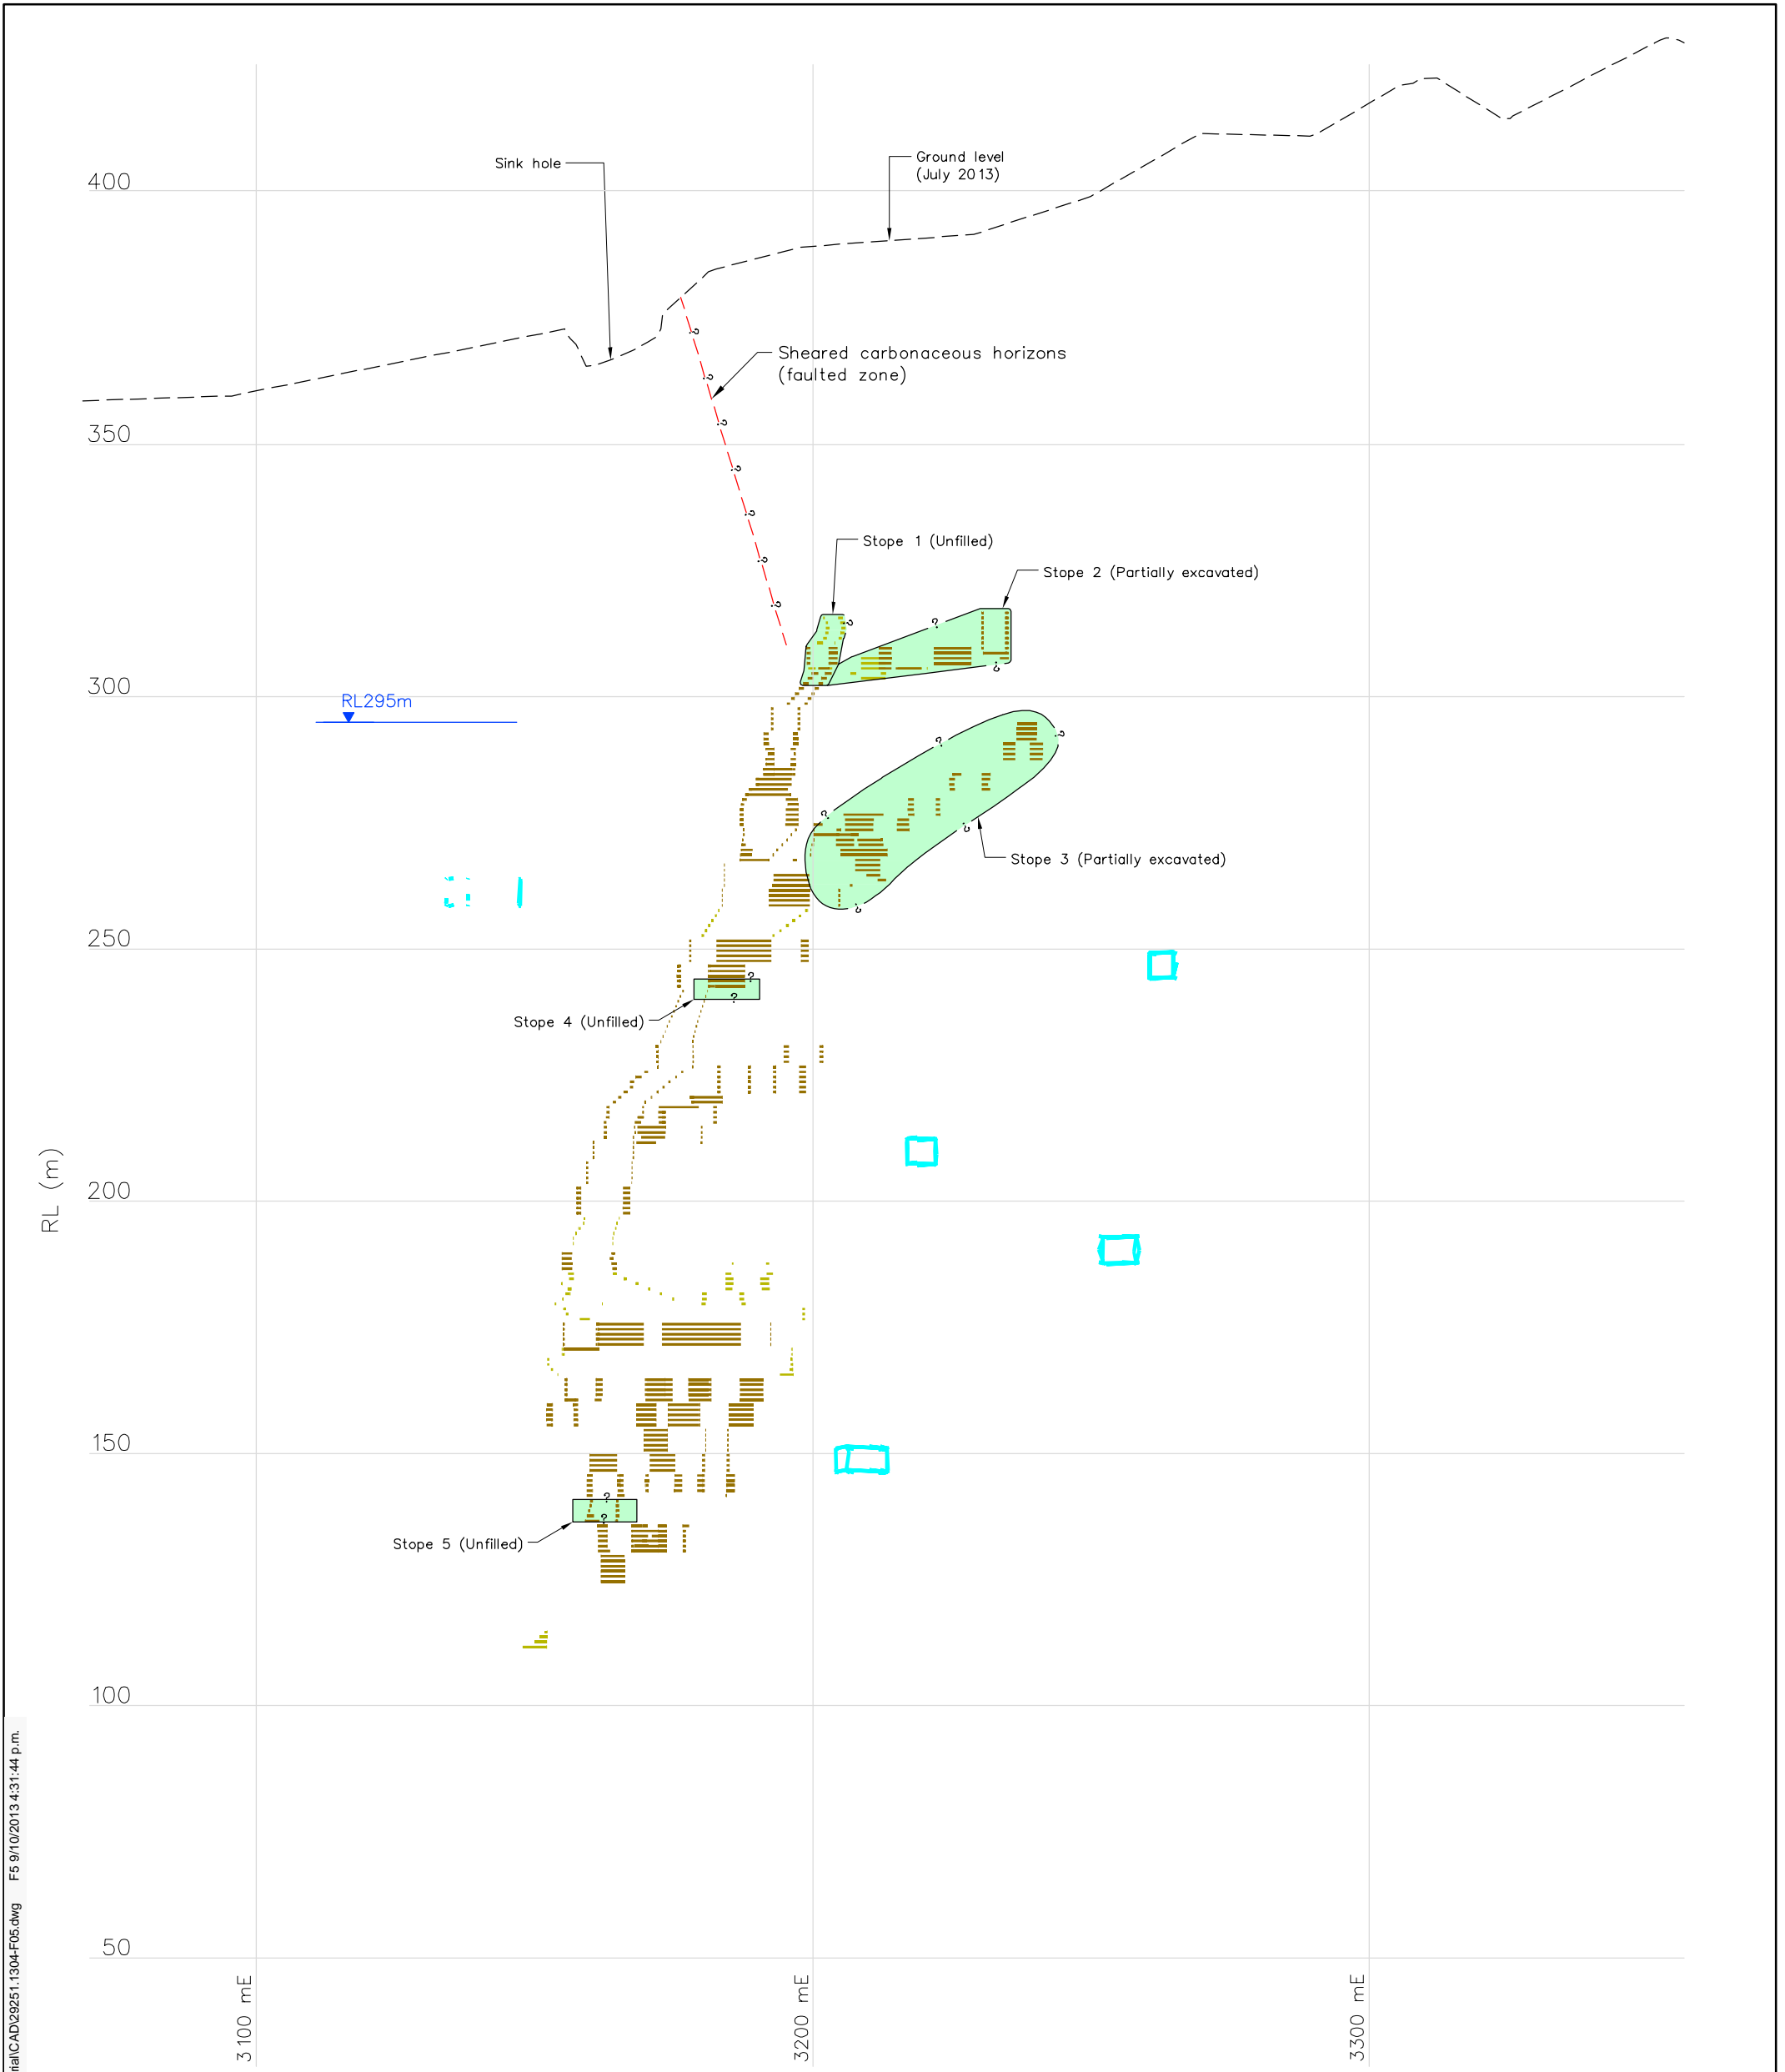 Sink hole
Ground level
(July 2013)
400
?
Sheared carbonaceous horizons
(faulted zone)
?
?
350
?
?
Stope 1 (Unfilled)
?
Stope 2 (Partially excavated)
?
?
?
?
300
RL295m
?
?
?
?
Stope 3 (Partially excavated)
?
250
?
?
Stope 4 (Unfilled)
RL (m)
200
150
?
?
Stope 5 (Unfilled)
100
50
3100 mE
3200 mE
3300 mE
rial\CAD\29251.1304-F05.dwg F5 9/10/2013 4:31:44 p.m.